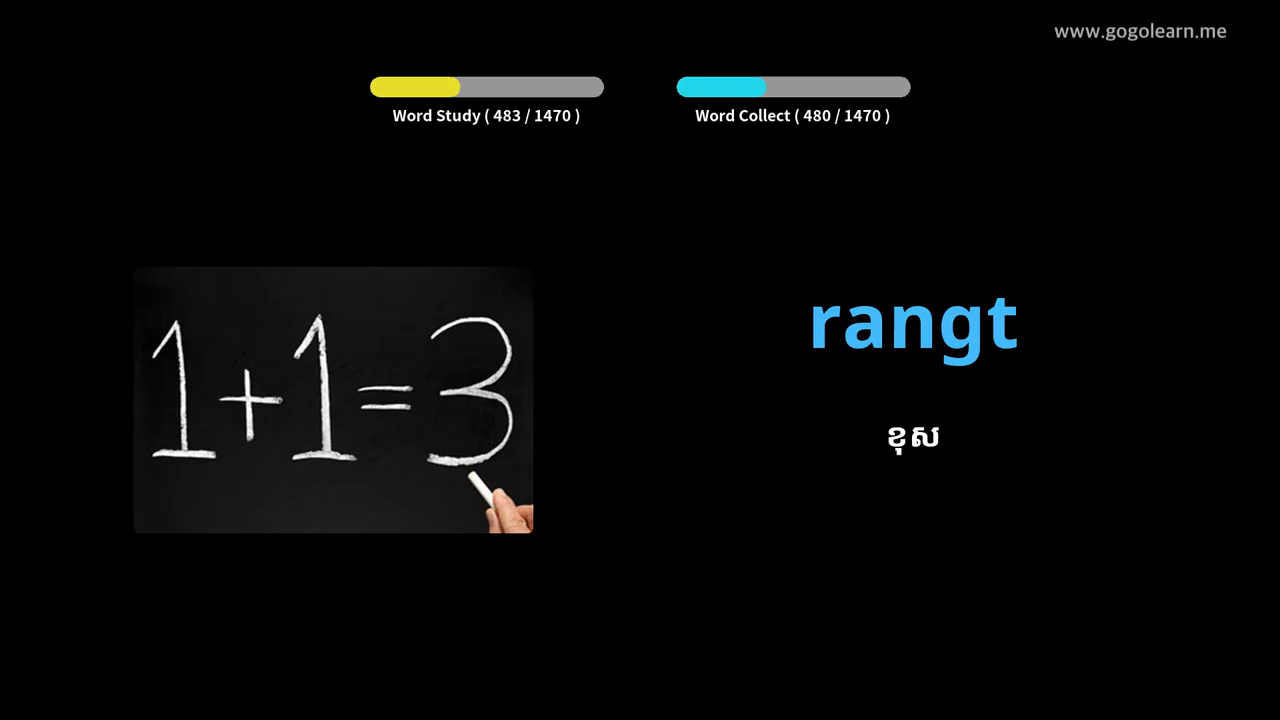 www.gogolearn.me
Word Study ( 483 / 1470 )
Word Collect ( 480 / 1470 )
1+1=3
rangt
ខុស